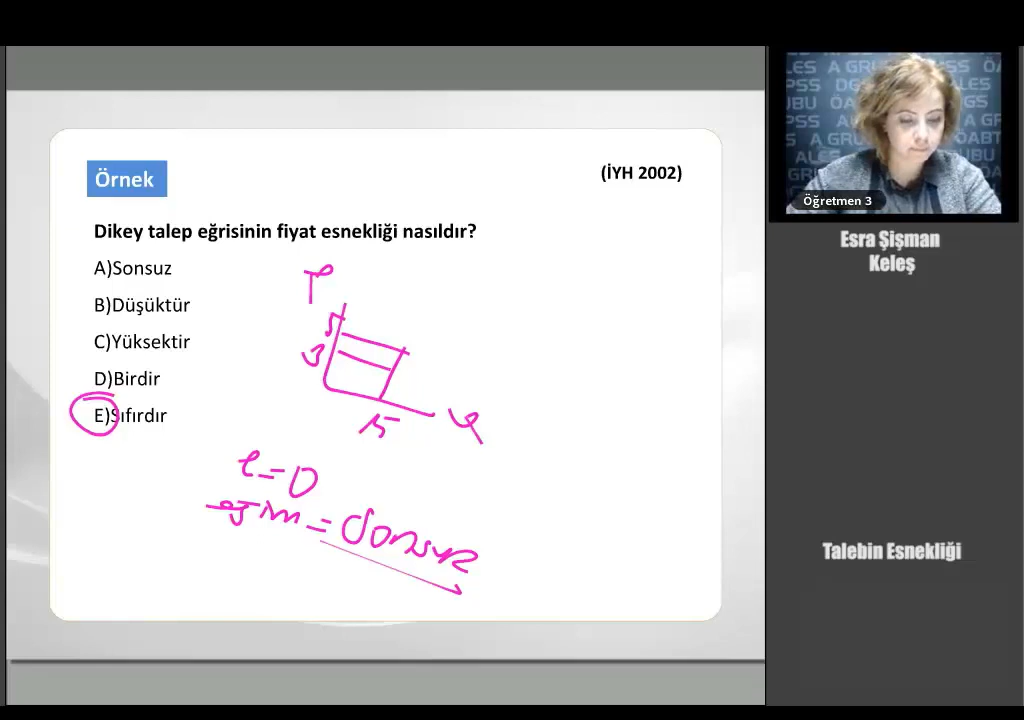 Örnek
(İYH 2002)
Dikey talep eğrisinin fiyat esnekliği nasıldır?
A)Sonsuz
B)Düşüktür
C)Yüksektir
D)Birdir
E)Sıfırdır
P
5
3
15
Q
e=0
eğim = Sonsuz
Öğretmen 3
Esra Şişman
Keleş
Talebin Esnekliği